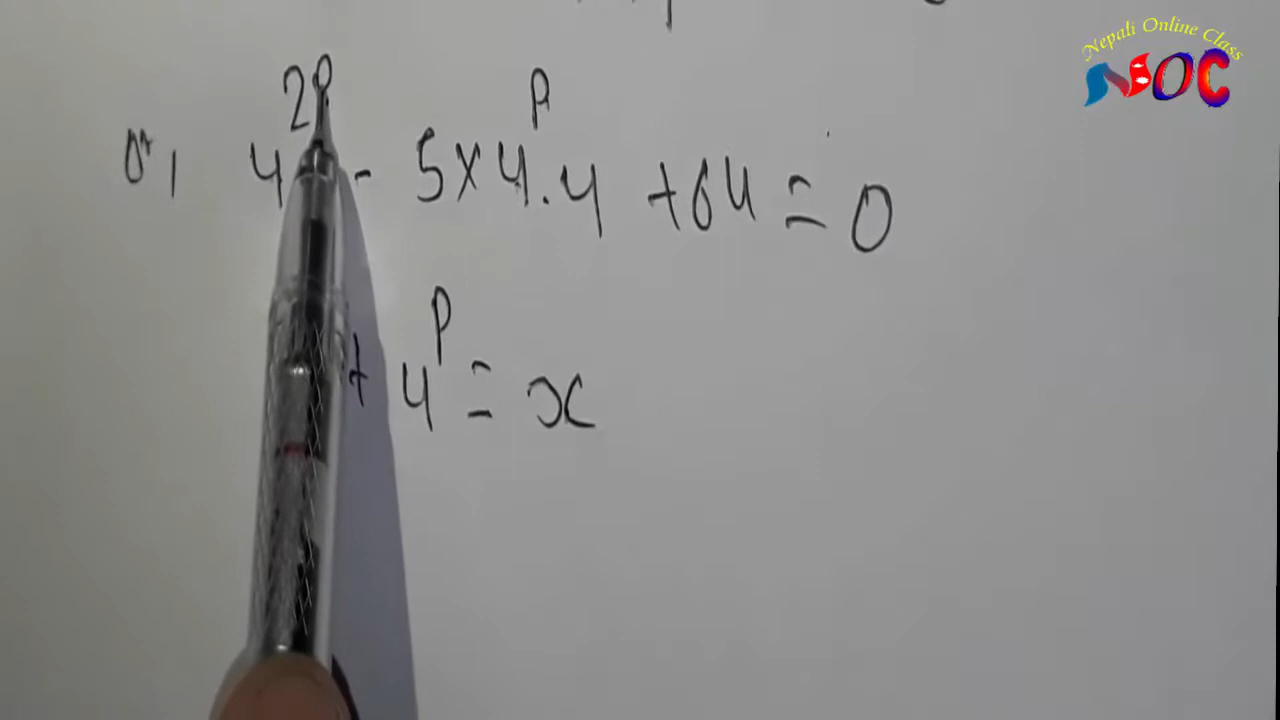 Nepali Online Class
NOC
or, 4^{2p} - 5×4^p.4 +64 = 0
4^p = x